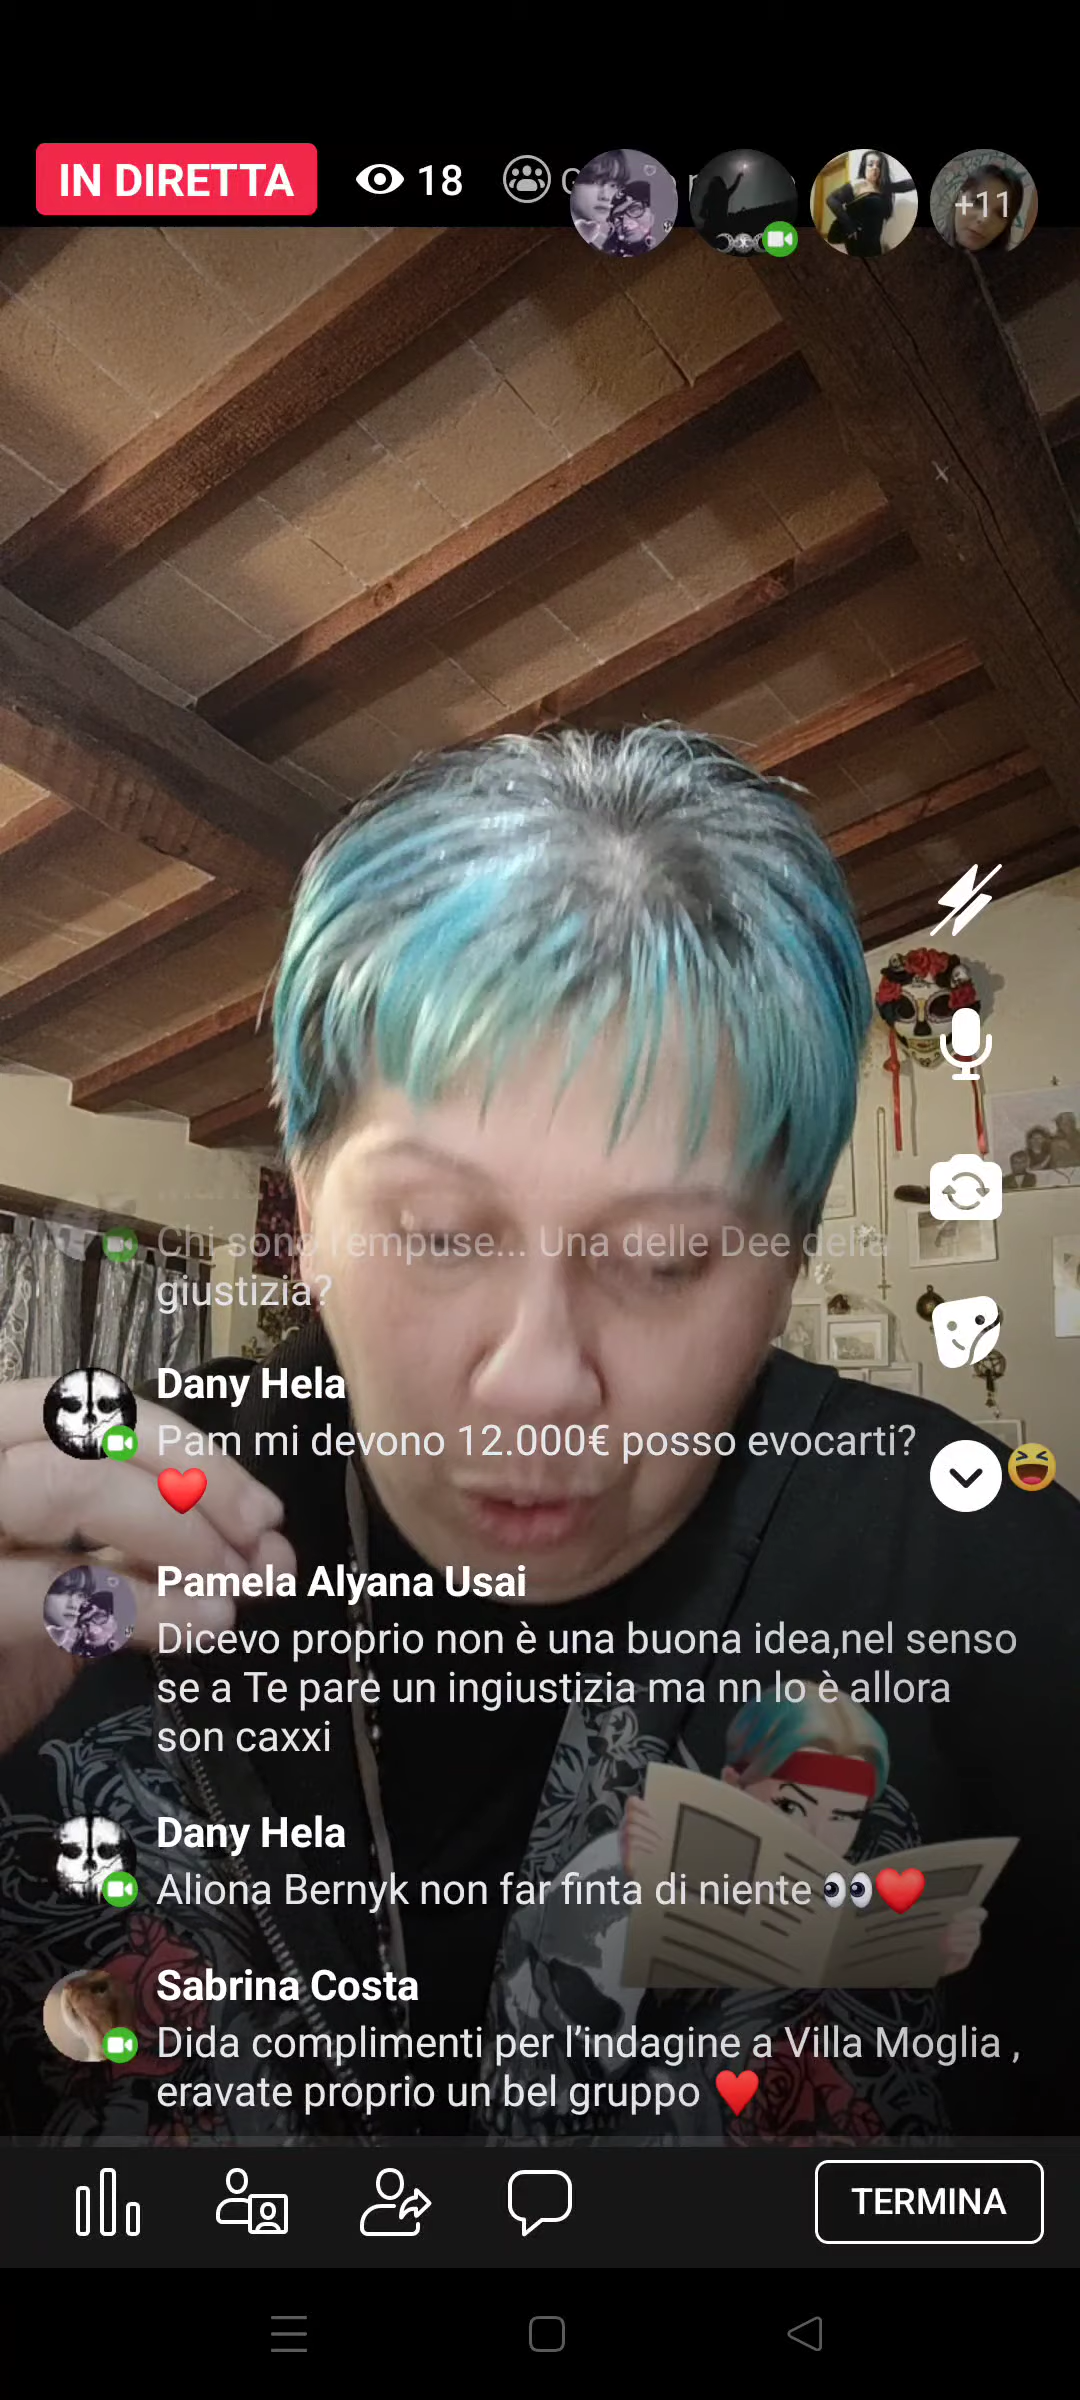 IN DIRETTA
18
+11
Chi sono l'empuse... Una delle Dee della
giustizia?
Dany Hela
Pam mi devono 12.000€ posso evocarti?
❤️
Pamela Alyana Usai
Dicevo proprio non è una buona idea,nel senso
se a Te pare un ingiustizia ma nn lo è allora
son caxxi
Dany Hela
Aliona Bernyk non far finta di niente 👀❤️
Sabrina Costa
Dida complimenti per l’indagine a Villa Moglia ,
eravate proprio un bel gruppo ❤️
TERMINA